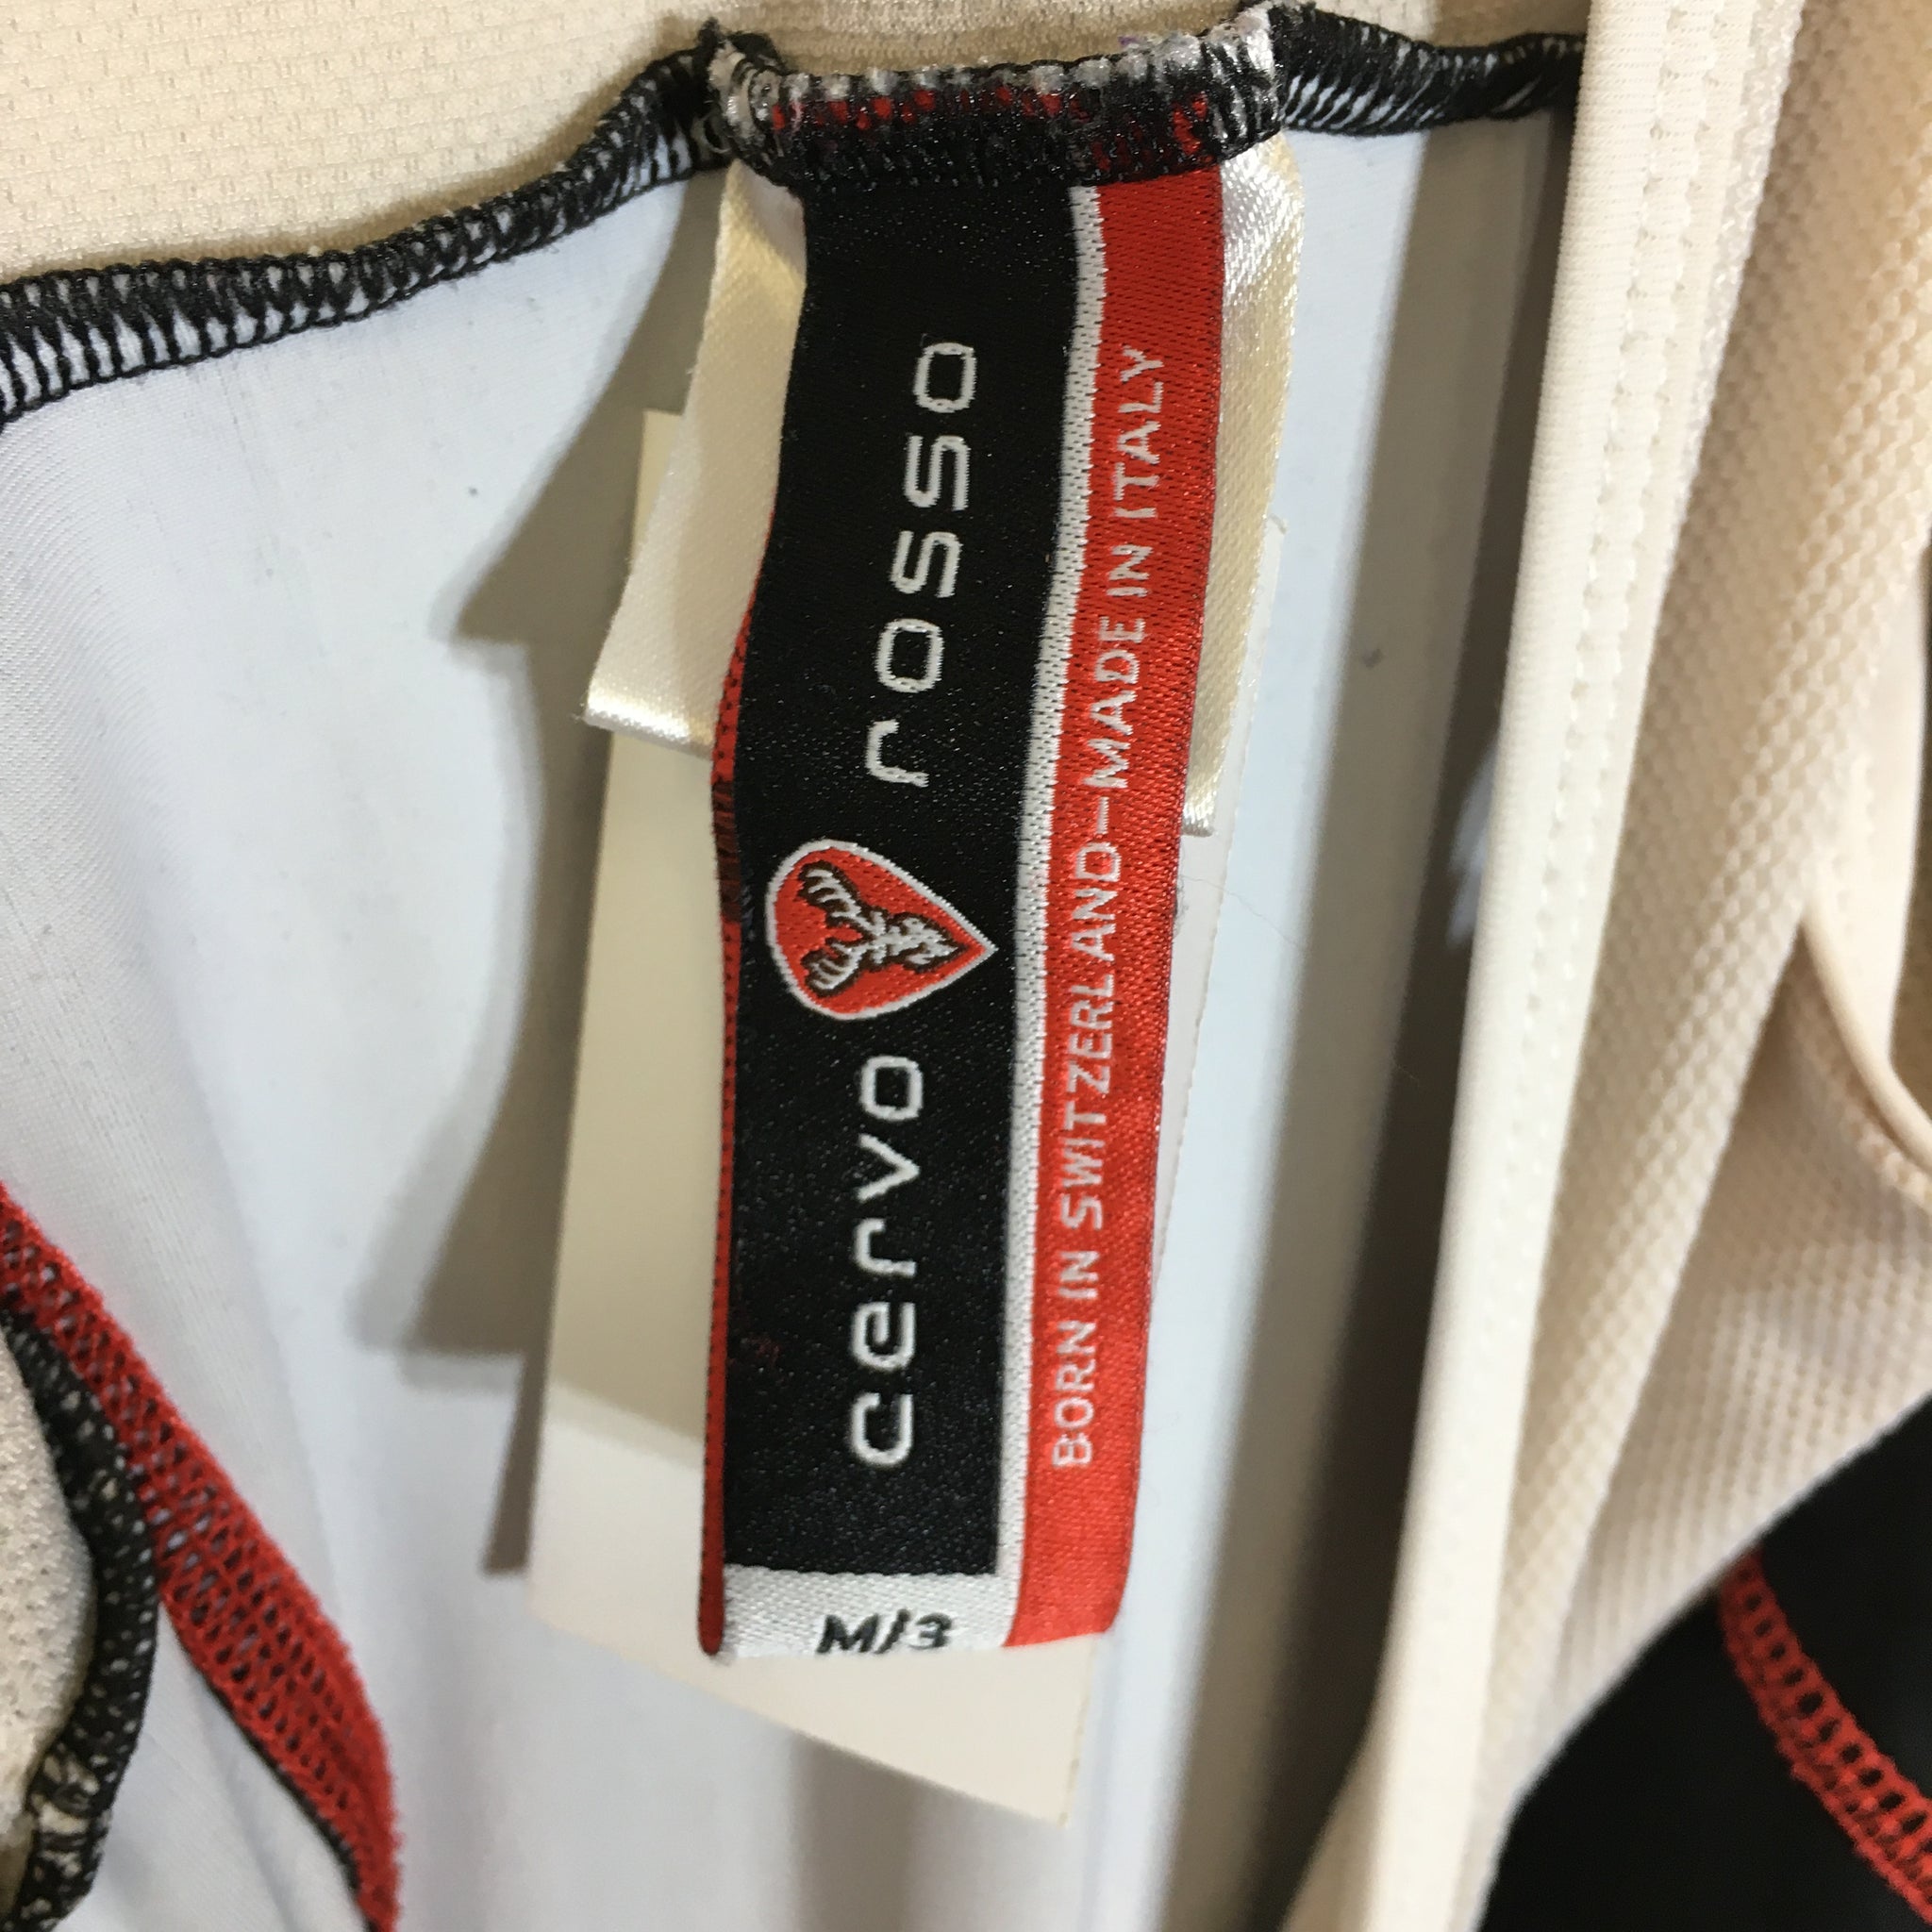 cervo rosso
BORN IN SWITZERLAND-MADE IN ITALY
M/3